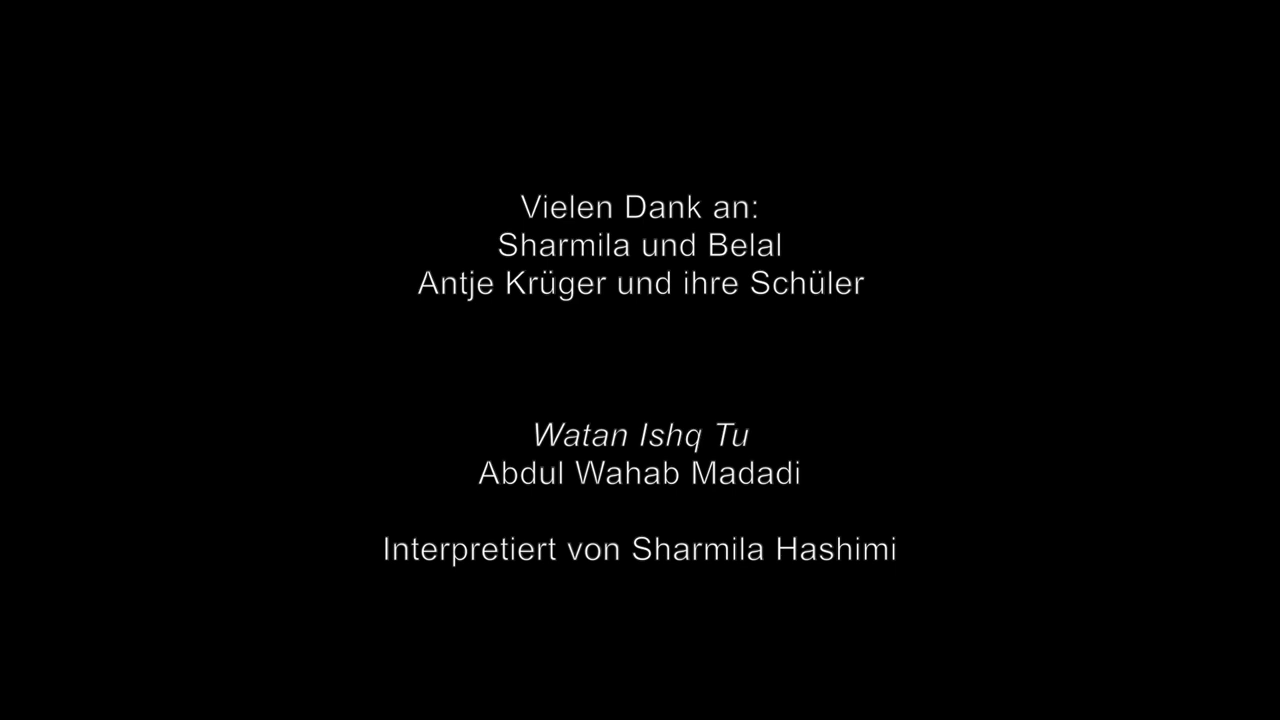 Vielen Dank an:
Sharmila und Belal
Antje Krüger und ihre Schüler
Watan Ishq Tu
Abdul Wahab Madadi
Interpretiert von Sharmila Hashimi